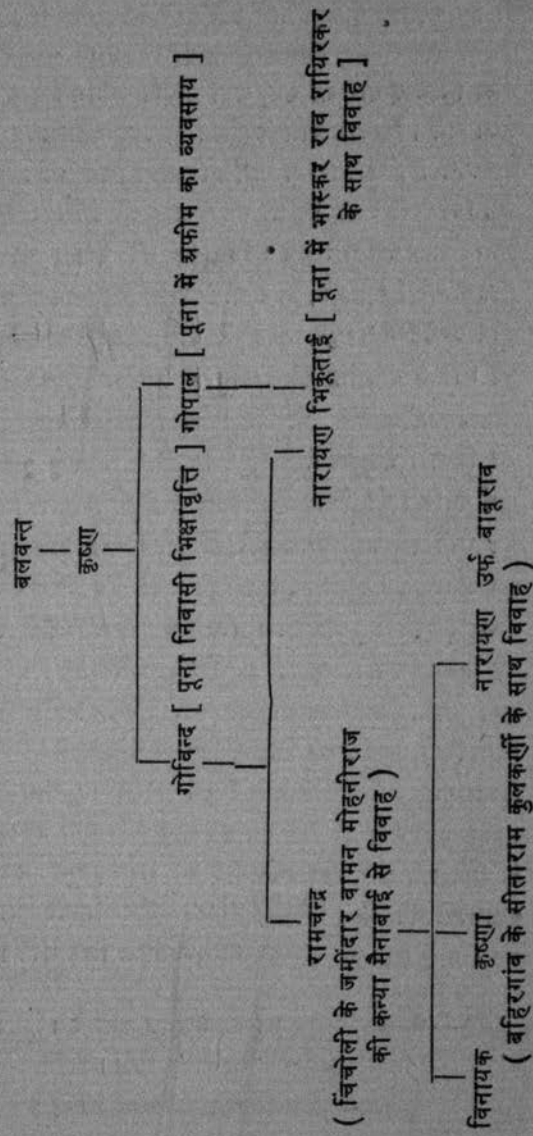 बलवन्त
कृष्ण
गोविन्द [ पूना निवासी भिक्षावृत्ति ] गोपाल [ पूना में अफीम का व्यवसाय ]
रामचन्द्र
( चिंचोली के जमींदार वामन मोहनीराज
की कन्या मैनाबाई से विवाह )
नारायण भिकूताई [ पूना में भास्कर राव रायिरकर
के साथ विवाह ]
विनायक कृष्णा नारायण उर्फ बाबूराव
( बहिरगांव के सीताराम कुलकर्णी के साथ विवाह )